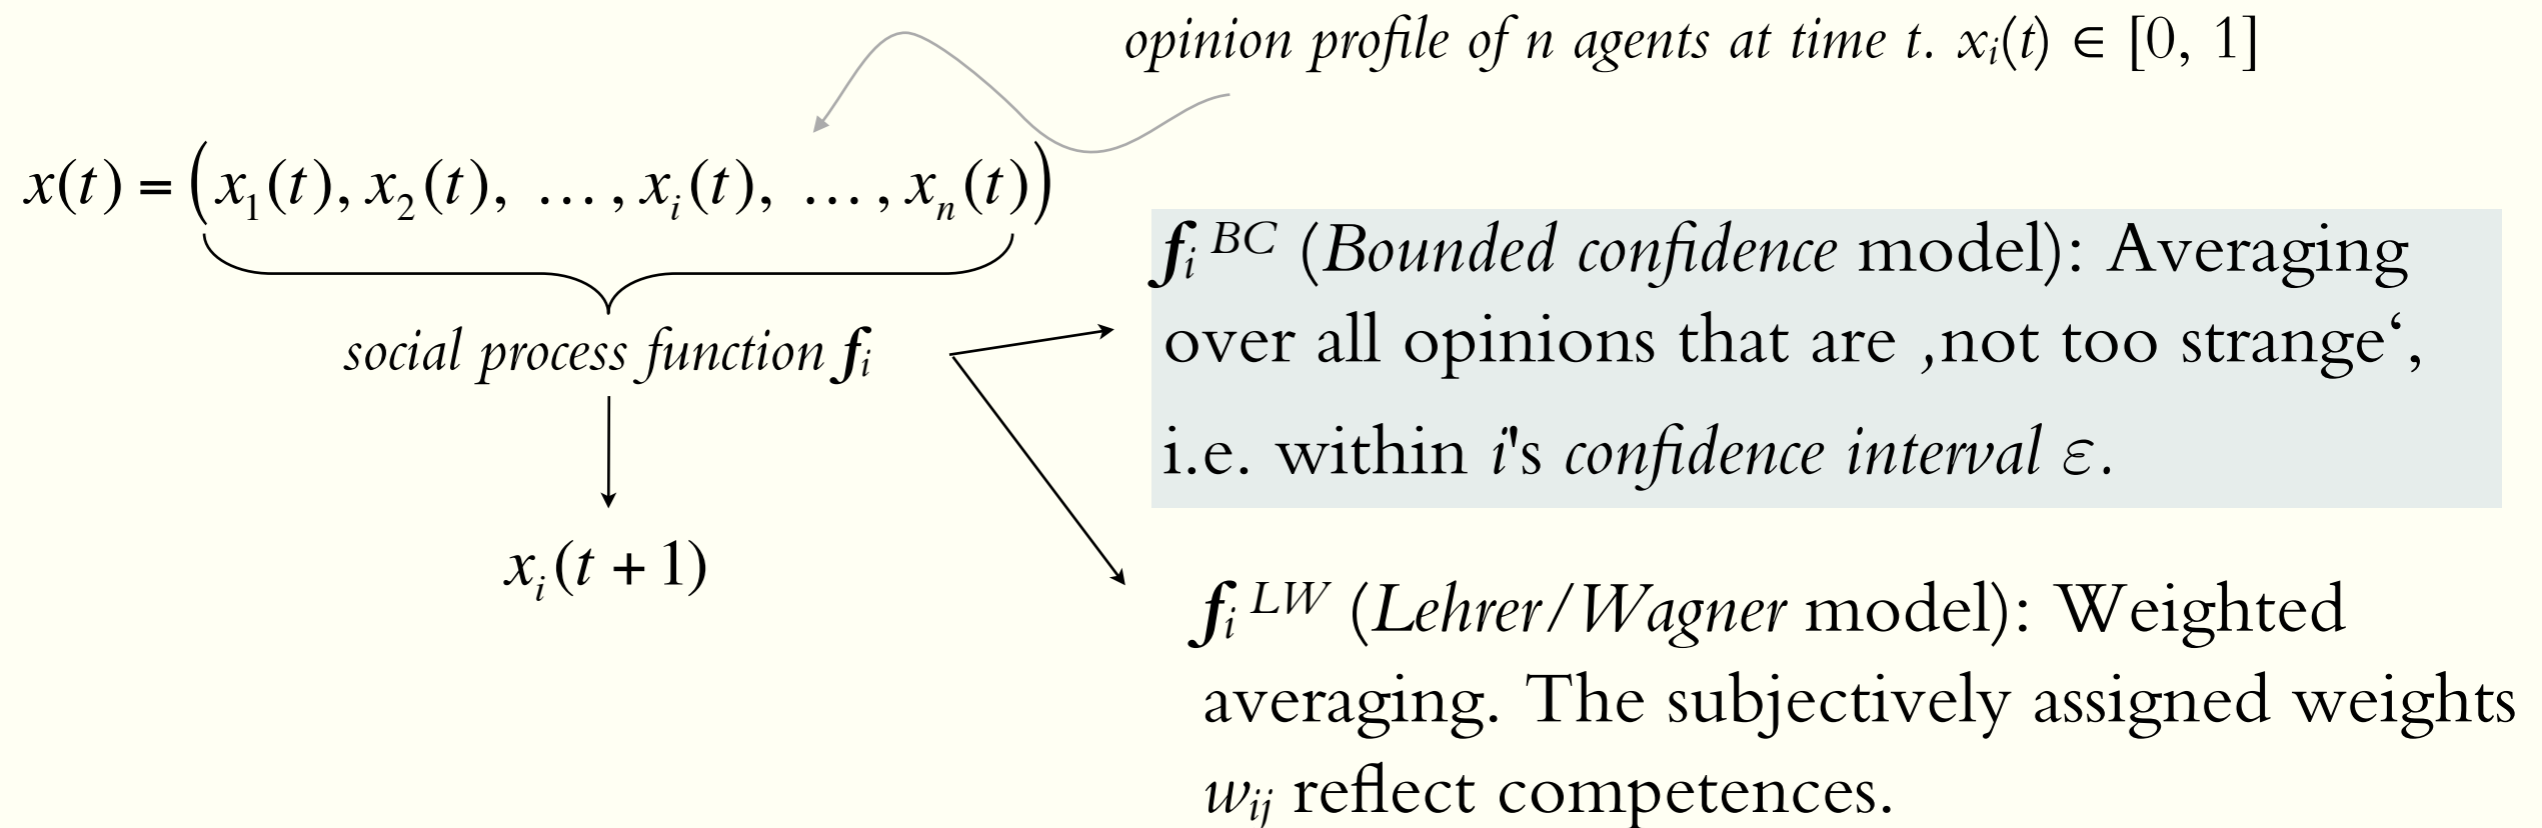 opinion profile of n agents at time t. xᵢ(t) ∈ [0, 1]
x(t) = (x₁(t), x₂(t), …, xᵢ(t), …, xₙ(t))
social process function fᵢ
xᵢ(t + 1)
fᵢ ᴮᶜ (Bounded confidence model): Averaging
over all opinions that are ‚not too strange‘,
i.e. within i's confidence interval ε.
fᵢ ᴸᵂ (Lehrer/Wagner model): Weighted
averaging. The subjectively assigned weights
wᵢⱼ reflect competences.